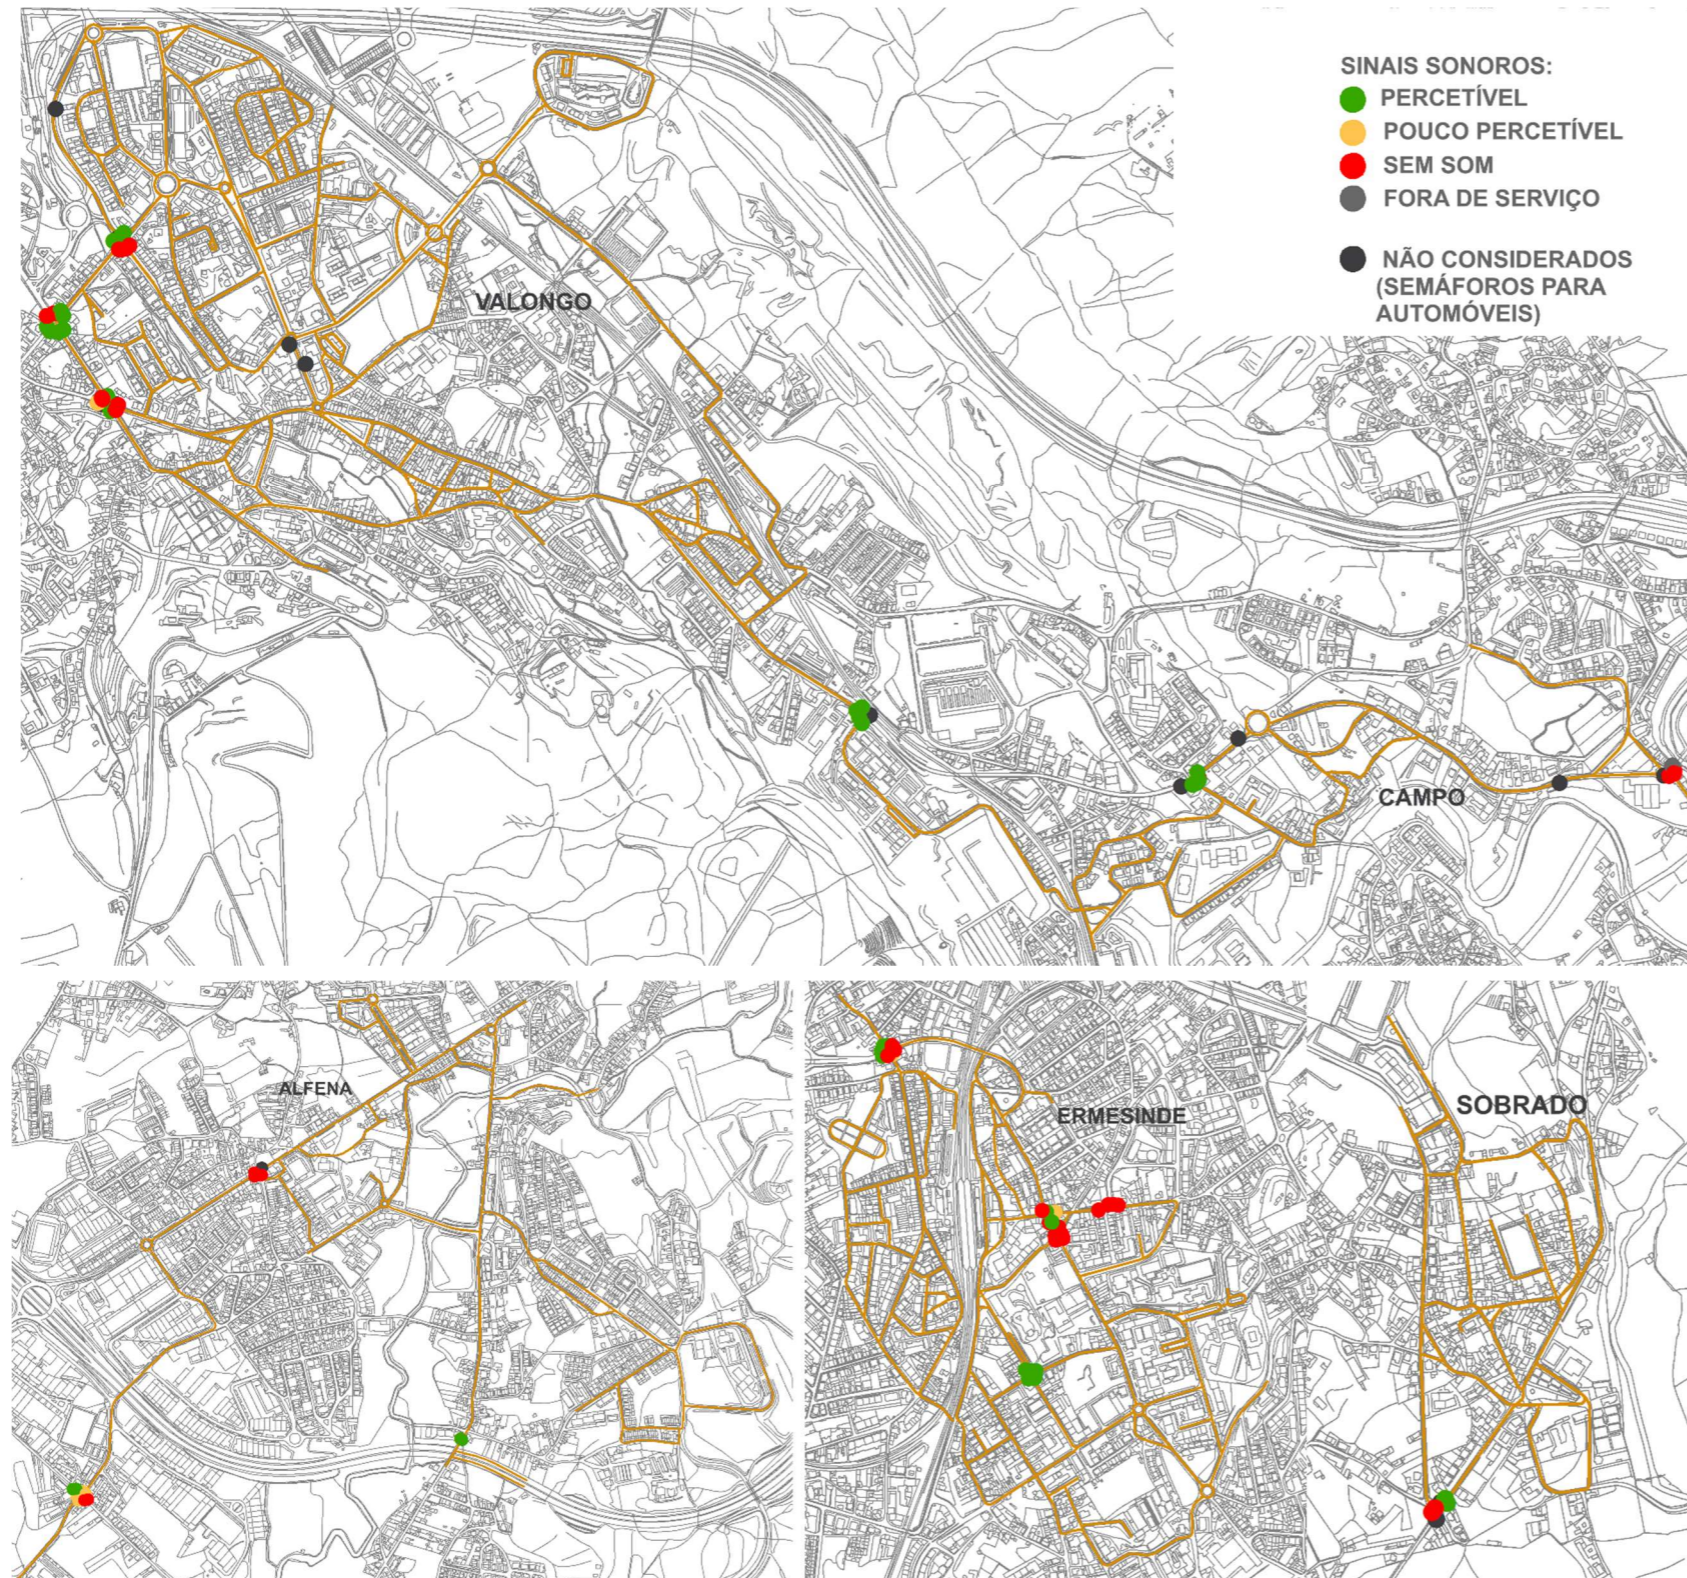 SINAIS SONOROS:
PERCETÍVEL
POUCO PERCETÍVEL
SEM SOM
FORA DE SERVIÇO
NÃO CONSIDERADOS
(SEMÁFOROS PARA
AUTOMÓVEIS)
VALONGO
CAMPO
ALFENA
ERMESINDE
SOBRADO